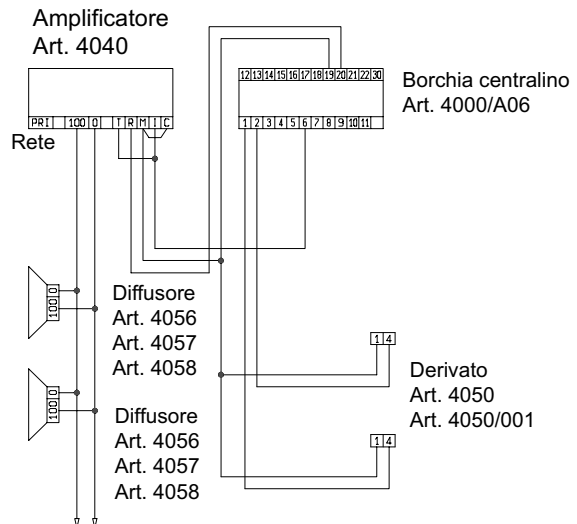 Amplificatore
Art. 4040
PRI 100 0 T R M I C
Rete
12 13 14 15 16 17 18 19 20 21 22 30
1 2 3 4 5 6 7 8 9 10 11
Borchia centralino
Art. 4000/A06
100 0
Diffusore
Art. 4056
Art. 4057
Art. 4058
100 0
Diffusore
Art. 4056
Art. 4057
Art. 4058
1 4
Derivato
Art. 4050
Art. 4050/001
1 4